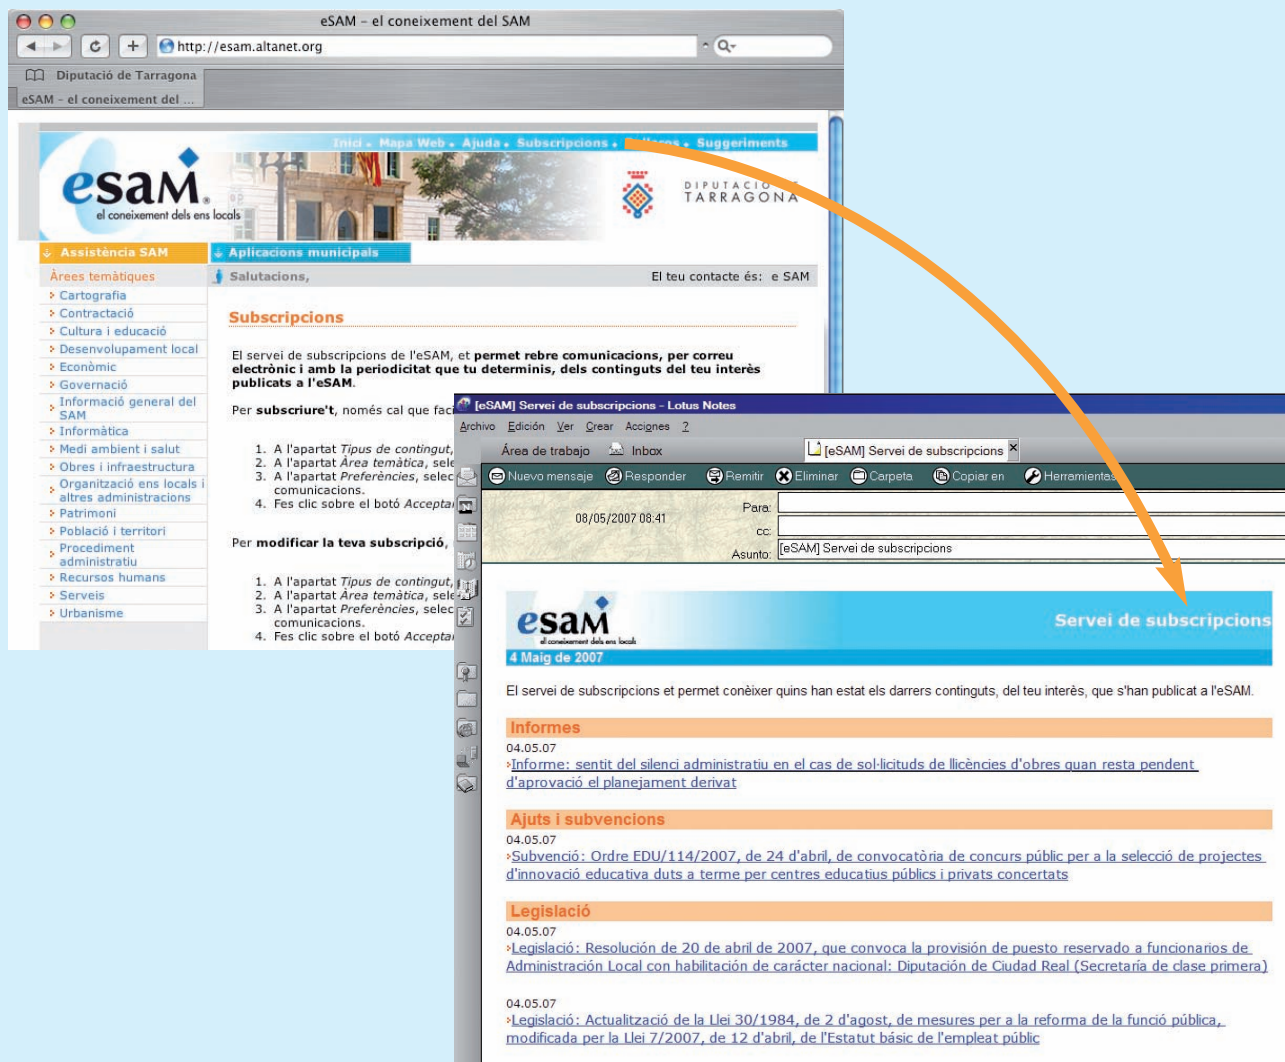 eSAM – el coneixement del SAM
http://esam.altanet.org
Q-
Diputació de Tarragona
eSAM – el coneixement del ...
Inici • Mapa Web • Ajuda • Subscripcions • • Suggeriments
esam
el coneixement dels ens locals
DIPUTACIÓ
TARRAGONA
Assistència SAM
Aplicacions municipals
Àrees temàtiques
Salutacions,
El teu contacte és: e SAM
Cartografia
Contractació
Cultura i educació
Desenvolupament local
Econòmic
Governació
Informació general del
SAM
Informàtica
Medi ambient i salut
Obres i infraestructura
Organització ens locals i
altres administracions
Patrimoni
Població i territori
Procediment
administratiu
Recursos humans
Serveis
Urbanisme
Subscripcions
El servei de subscripcions de l'eSAM, et permet rebre comunicacions, per correu
electrònic i amb la periodicitat que tu determinis, dels continguts del teu interès
publicats a l'eSAM.
Per subscriure't, només cal que faci
1. A l'apartat Tipus de contingut,
2. A l'apartat Àrea temàtica, sele
3. A l'apartat Preferències, selec
comunicacions.
4. Fes clic sobre el botó Accepta
Per modificar la teva subscripció,
1. A l'apartat Tipus de contingut,
2. A l'apartat Àrea temàtica, sele
3. A l'apartat Preferències, selec
comunicacions.
4. Fes clic sobre el botó Accepta
[eSAM] Servei de subscripcions - Lotus Notes
Archivo Edición Ver Crear Acciones ?
Área de trabajo Inbox [eSAM] Servei de subscripcions
Nuevo mensaje Responder Remitir Eliminar Carpeta Copiar en Herramientas
08/05/2007 08:41
Para:
cc:
Asunto: [eSAM] Servei de subscripcions
esam
el coneixement dels ens locals
Servei de subscripcions
4 Maig de 2007
El servei de subscripcions et permet conèixer quins han estat els darrers continguts, del teu interès, que s'han publicat a l'eSAM.
Informes
04.05.07
Informe: sentit del silenci administratiu en el cas de sol·licituds de llicències d'obres quan resta pendent
d'aprovació el planejament derivat
Ajuts i subvencions
04.05.07
Subvenció: Ordre EDU/114/2007, de 24 d'abril, de convocatòria de concurs públic per a la selecció de projectes
d'innovació educativa duts a terme per centres educatius públics i privats concertats
Legislació
04.05.07
Legislació: Resolución de 20 de abril de 2007, que convoca la provisión de puesto reservado a funcionarios de
Administración Local con habilitación de carácter nacional: Diputación de Ciudad Real (Secretaría de clase primera)
04.05.07
Legislació: Actualització de la Llei 30/1984, de 2 d'agost, de mesures per a la reforma de la funció pública,
modificada per la Llei 7/2007, de 12 d'abril, de l'Estatut bàsic de l'empleat públic